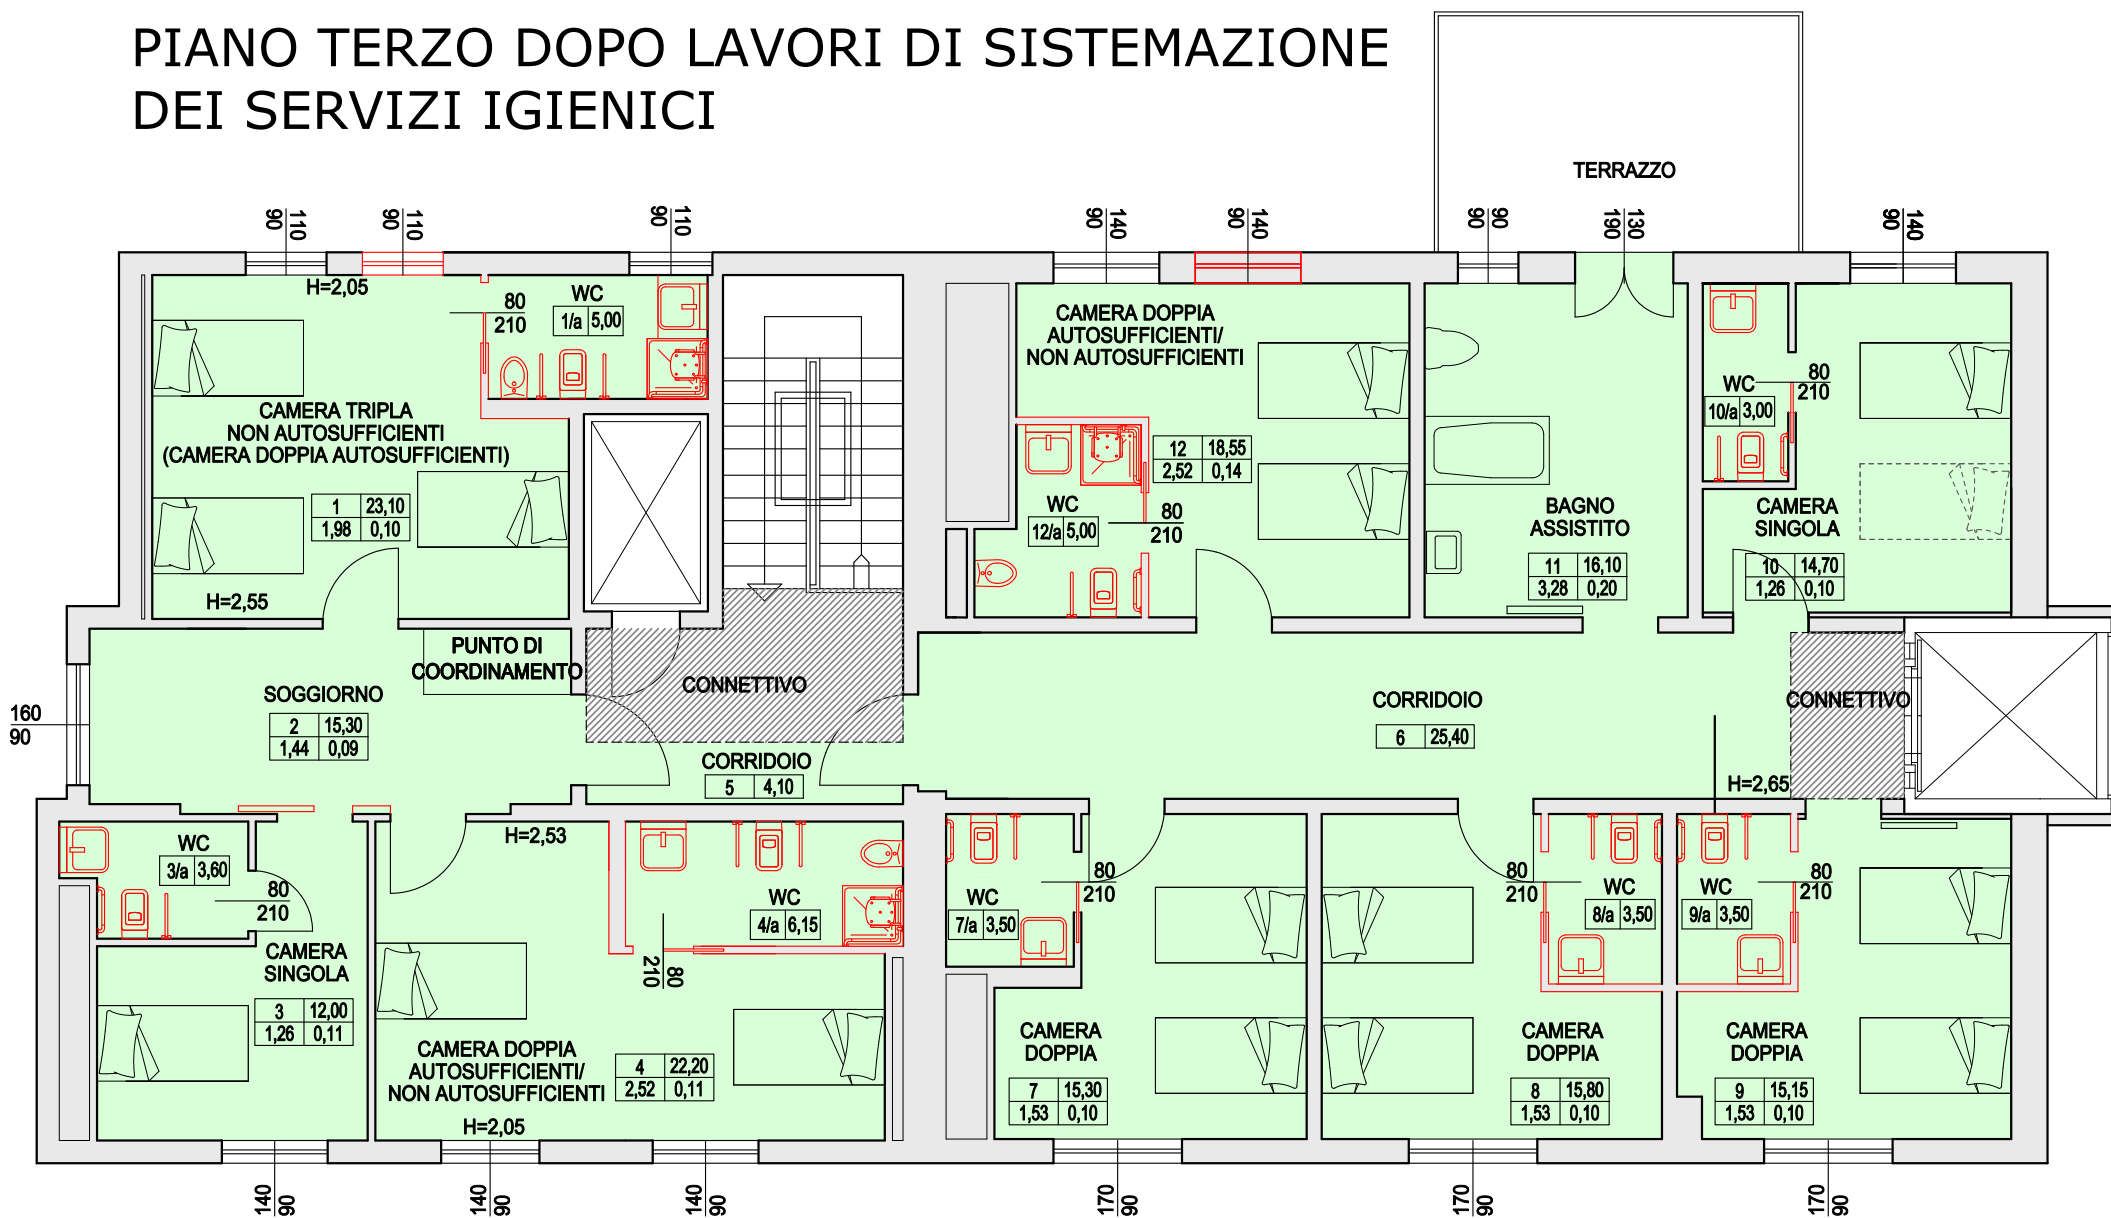 PIANO TERZO DOPO LAVORI DI SISTEMAZIONE
DEI SERVIZI IGIENICI
TERRAZZO
110
90
110
90
110
90
140
90
140
90
90
90
130
190
140
90
H=2,05
80
210
WC
1/a 5,00
CAMERA TRIPLA
NON AUTOSUFFICIENTI
(CAMERA DOPPIA AUTOSUFFICIENTI)
1 23,10
1,98 0,10
H=2,55
CAMERA DOPPIA
AUTOSUFFICIENTI/
NON AUTOSUFFICIENTI
12 18,55
2,52 0,14
WC
12/a 5,00
80
210
BAGNO
ASSISTITO
11 16,10
3,28 0,20
WC
10/a 3,00
80
210
CAMERA
SINGOLA
10 14,70
1,26 0,10
PUNTO DI
COORDINAMENTO
SOGGIORNO
2 15,30
1,44 0,09
160
90
CONNETTIVO
CORRIDOIO
5 4,10
CORRIDOIO
6 25,40
CONNETTIVO
H=2,65
WC
3/a 3,60
80
210
CAMERA
SINGOLA
3 12,00
1,26 0,11
H=2,53
WC
4/a 6,15
80
210
CAMERA DOPPIA
AUTOSUFFICIENTI/
NON AUTOSUFFICIENTI
4 22,20
2,52 0,11
H=2,05
WC
7/a 3,50
80
210
CAMERA
DOPPIA
7 15,30
1,53 0,10
80
210
WC
8/a 3,50
CAMERA
DOPPIA
8 15,80
1,53 0,10
WC
9/a 3,50
80
210
CAMERA
DOPPIA
9 15,15
1,53 0,10
140
90
140
90
140
90
170
90
170
90
170
90